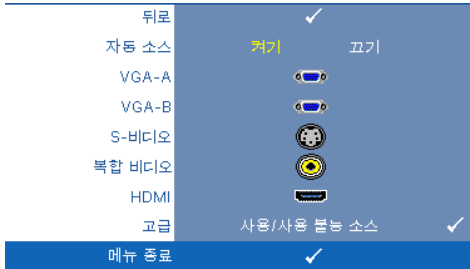 뒤로
자동 소스 켜기 끄기
VGA-A
VGA-B
S-비디오
복합 비디오
HDMI
고급 사용/사용 불능 소스
메뉴 종료